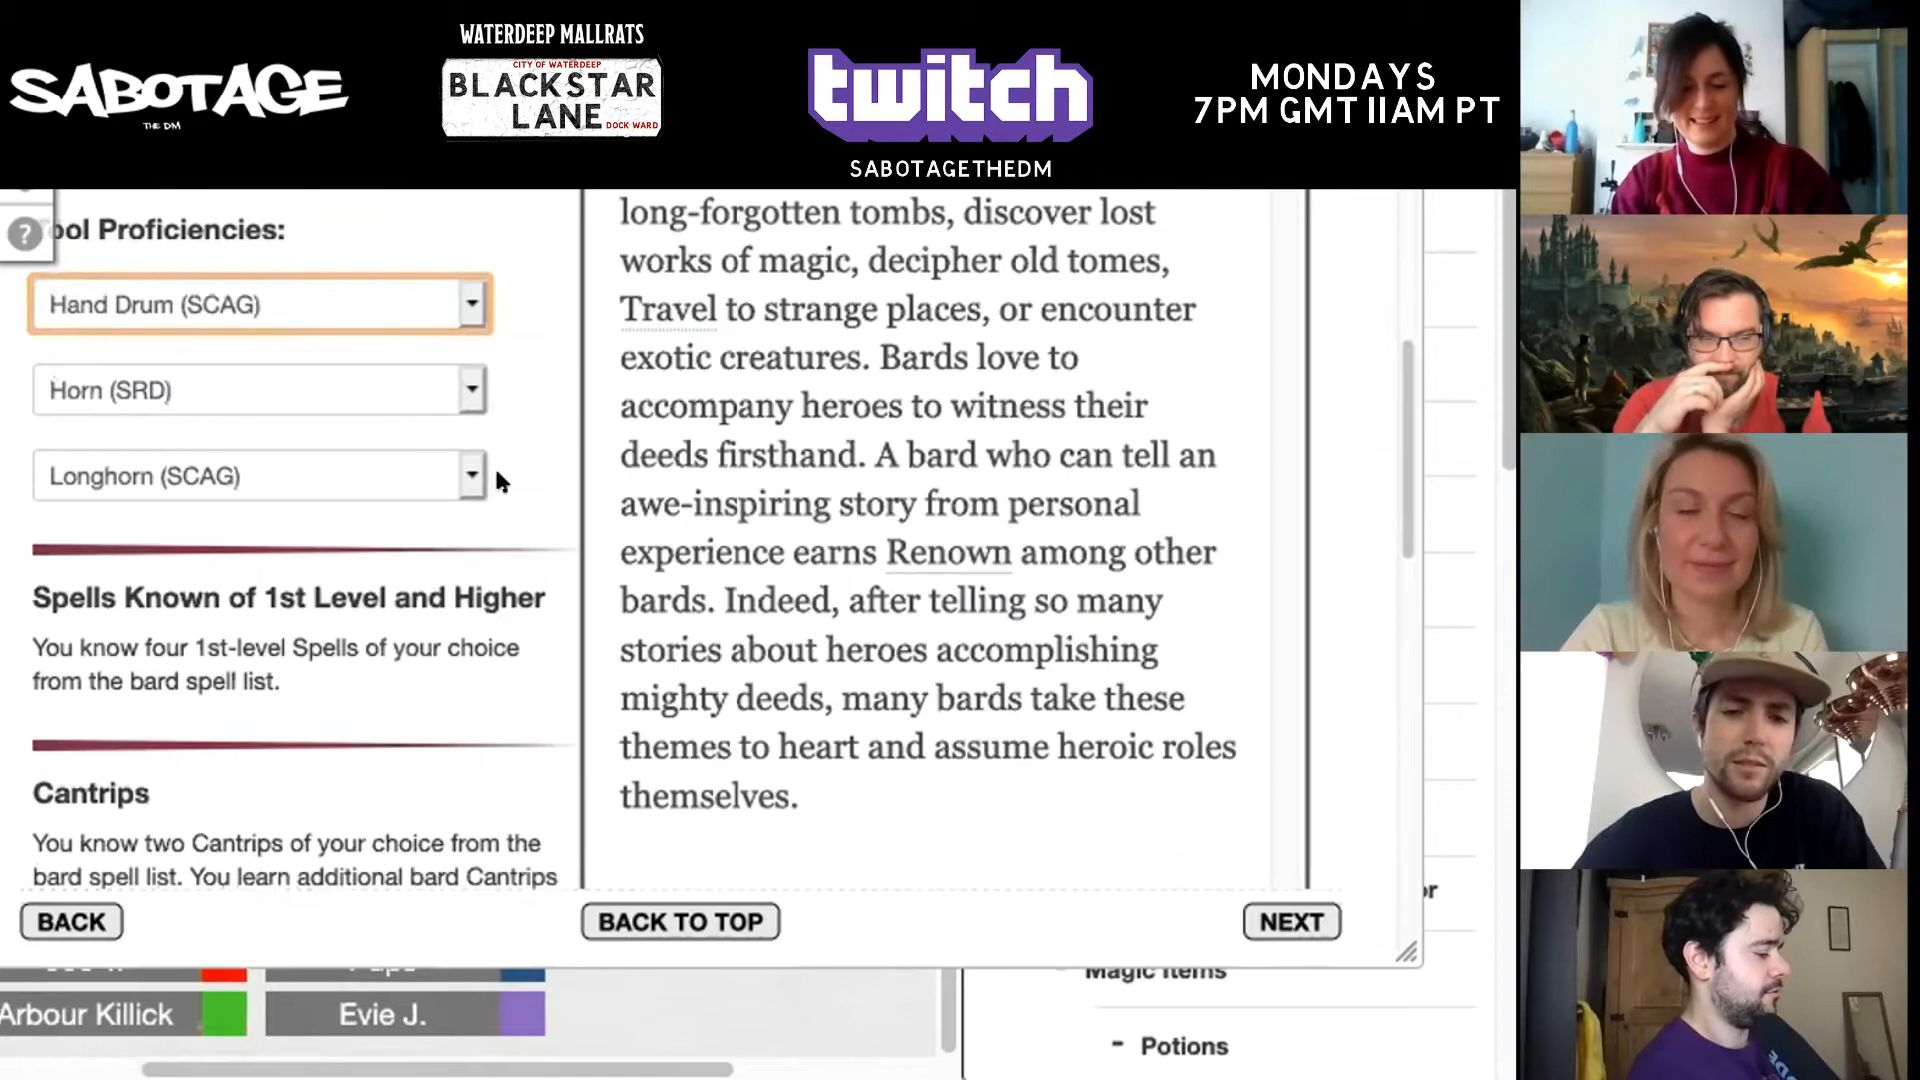 SABOTAGE
THE DM
WATERDEEP MALLRATS
CITY OF WATERDEEP
BLACKSTAR
LANE
DOCK WARD
twitch
SABOTAGETHEDM
MONDAYS
7PM GMT 11AM PT
?
ool Proficiencies:
Hand Drum (SCAG)
Horn (SRD)
Longhorn (SCAG)
Spells Known of 1st Level and Higher
You know four 1st-level Spells of your choice
from the bard spell list.
Cantrips
You know two Cantrips of your choice from the
bard spell list. You learn additional bard Cantrips
long-forgotten tombs, discover lost
works of magic, decipher old tomes,
Travel to strange places, or encounter
exotic creatures. Bards love to
accompany heroes to witness their
deeds firsthand. A bard who can tell an
awe-inspiring story from personal
experience earns Renown among other
bards. Indeed, after telling so many
stories about heroes accomplishing
mighty deeds, many bards take these
themes to heart and assume heroic roles
themselves.
BACK
BACK TO TOP
NEXT
Arbour Killick
Evie J.
Magic Items
- Potions